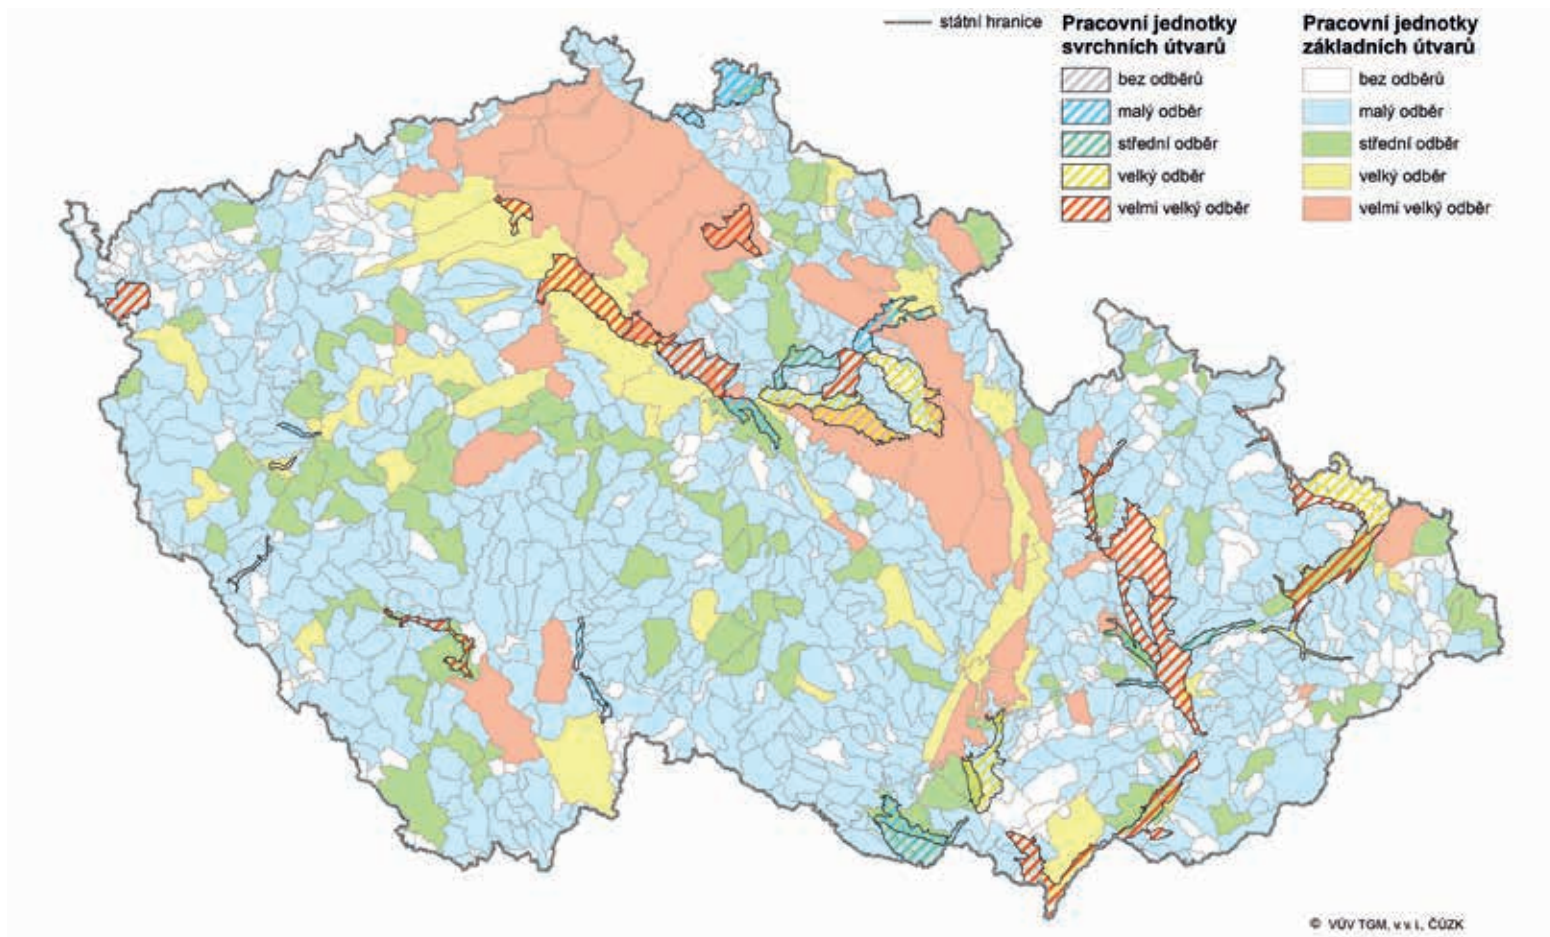 státní hranice
Pracovní jednotky
svrchních útvarů
bez odběrů
malý odběr
střední odběr
velký odběr
velmi velký odběr
Pracovní jednotky
základních útvarů
bez odběrů
malý odběr
střední odběr
velký odběr
velmi velký odběr
© VÚV TGM, v.v.i., ČÚZK